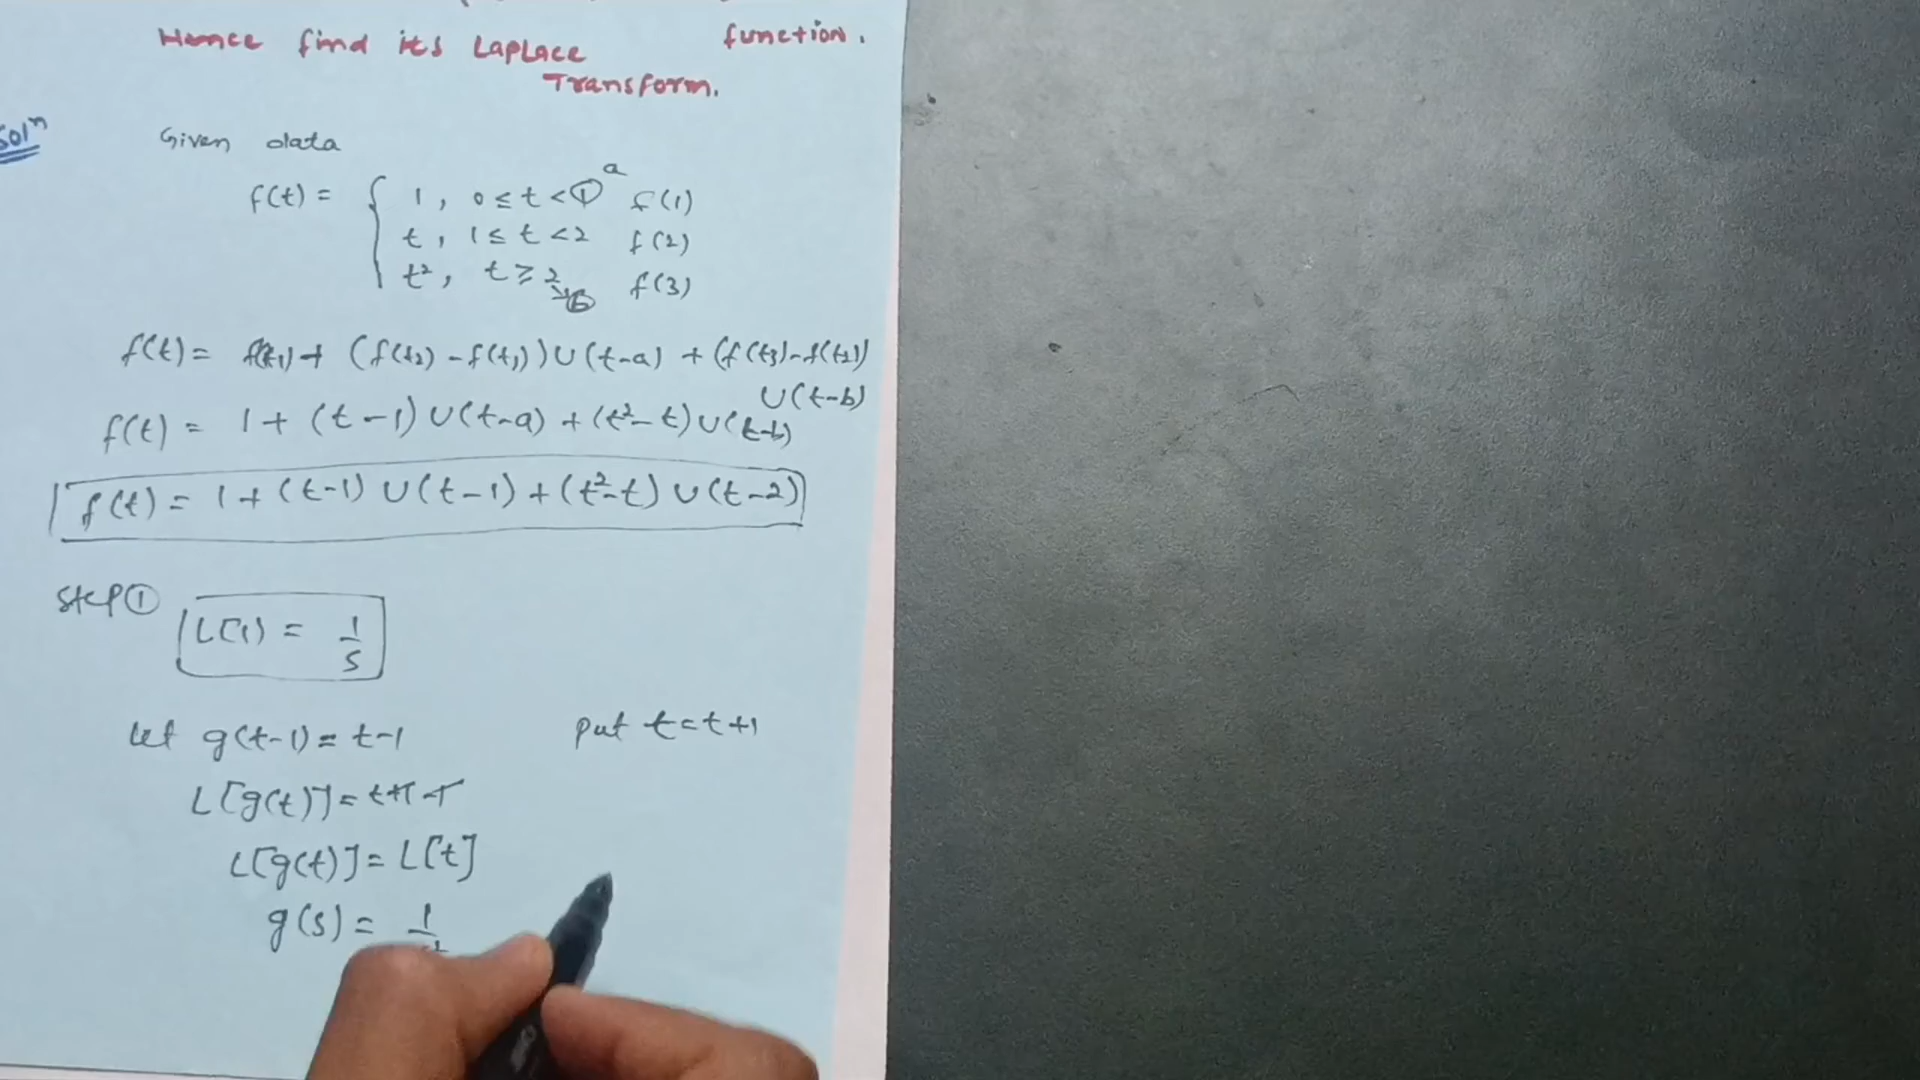 Hence find its Laplace function.
Transform.
Soln
Given data
f(t) = { 1, 0 ≤ t < 1 a f(1)
t, 1 ≤ t < 2 f(2)
t², t ≥ 2 → b f(3)
f(t) = f(t₁) + (f(t₂) - f(t₁)) U(t-a) + (f(t₃) - f(t₂))
U(t-b)
f(t) = 1 + (t-1) U(t-a) + (t²-t) U(t-b)
f(t) = 1 + (t-1) U(t-1) + (t²-t) U(t-2)
Step ①
L(1) = 1/s
Let g(t-1) = t-1 put t = t+1
L[g(t)] = t+1-1
L[g(t)] = L[t]
g(s) = 1